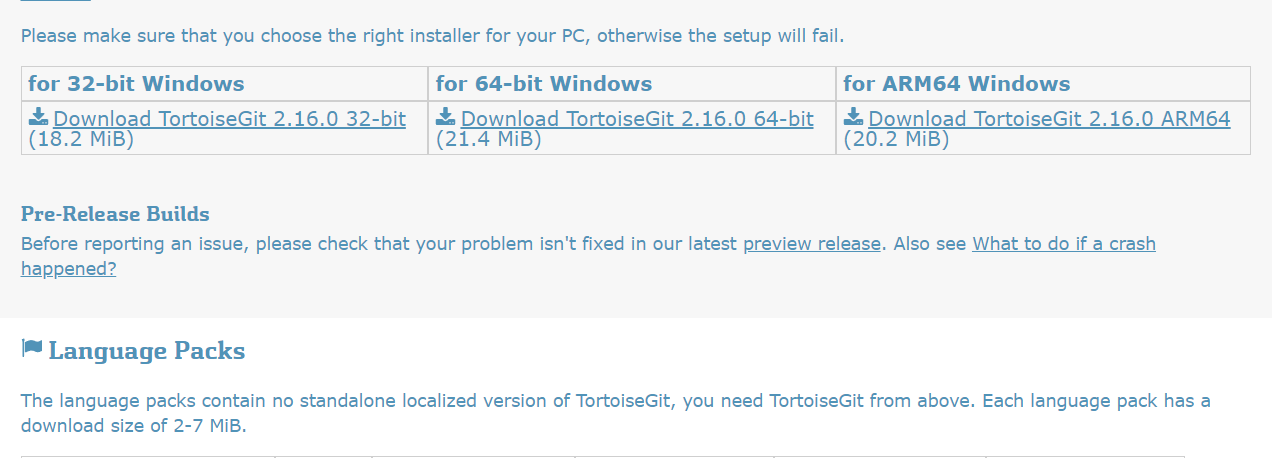 Please make sure that you choose the right installer for your PC, otherwise the setup will fail.
for 32-bit Windows
for 64-bit Windows
for ARM64 Windows
Download TortoiseGit 2.16.0 32-bit
(18.2 MiB)
Download TortoiseGit 2.16.0 64-bit
(21.4 MiB)
Download TortoiseGit 2.16.0 ARM64
(20.2 MiB)
Pre-Release Builds
Before reporting an issue, please check that your problem isn't fixed in our latest preview release. Also see What to do if a crash
happened?
Language Packs
The language packs contain no standalone localized version of TortoiseGit, you need TortoiseGit from above. Each language pack has a
download size of 2-7 MiB.